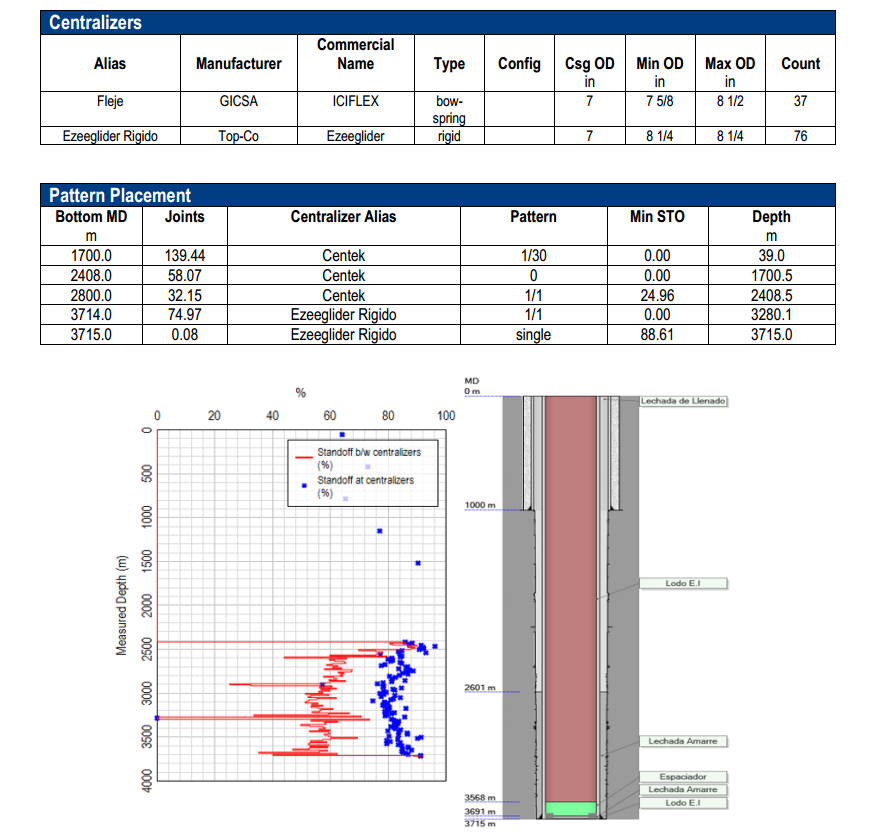 Centralizers
Alias Manufacturer Commercial Name Type Config Csg OD in Min OD in Max OD in Count
Fleje GICSA ICIFLEX bow-spring 7 7 5/8 8 1/2 37
Ezeeglider Rigido Top-Co Ezeeglider rigid 7 8 1/4 8 1/4 76
Pattern Placement
Bottom MD m Joints Centralizer Alias Pattern Min STO Depth m
1700.0 139.44 Centek 1/30 0.00 39.0
2408.0 58.07 Centek 0 0.00 1700.5
2800.0 32.15 Centek 1/1 24.96 2408.5
3714.0 74.97 Ezeeglider Rigido 1/1 0.00 3280.1
3715.0 0.08 Ezeeglider Rigido single 88.61 3715.0
%
0 20 40 60 80 100
Standoff b/w centralizers
(%)
Standoff at centralizers
(%)
Measured Depth (m)
0
500
1000
1500
2000
2500
3000
3500
4000
MD
0 m
Lechada de Llenado
1000 m
Lodo E.I
2601 m
Lechada Amarre
Espaciador
3568 m
Lechada Amarre
Lodo E.I
3691 m
3715 m